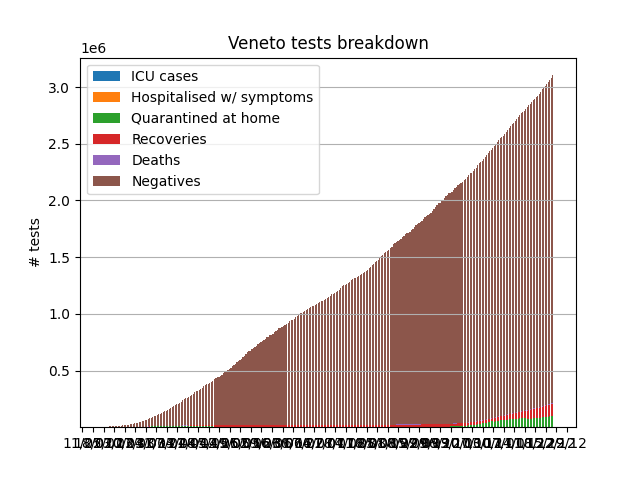 Veneto tests breakdown
1e6
ICU cases
Hospitalised w/ symptoms
Quarantined at home
Recoveries
Deaths
Negatives
3.0
2.5
2.0
1.5
1.0
0.5
# tests